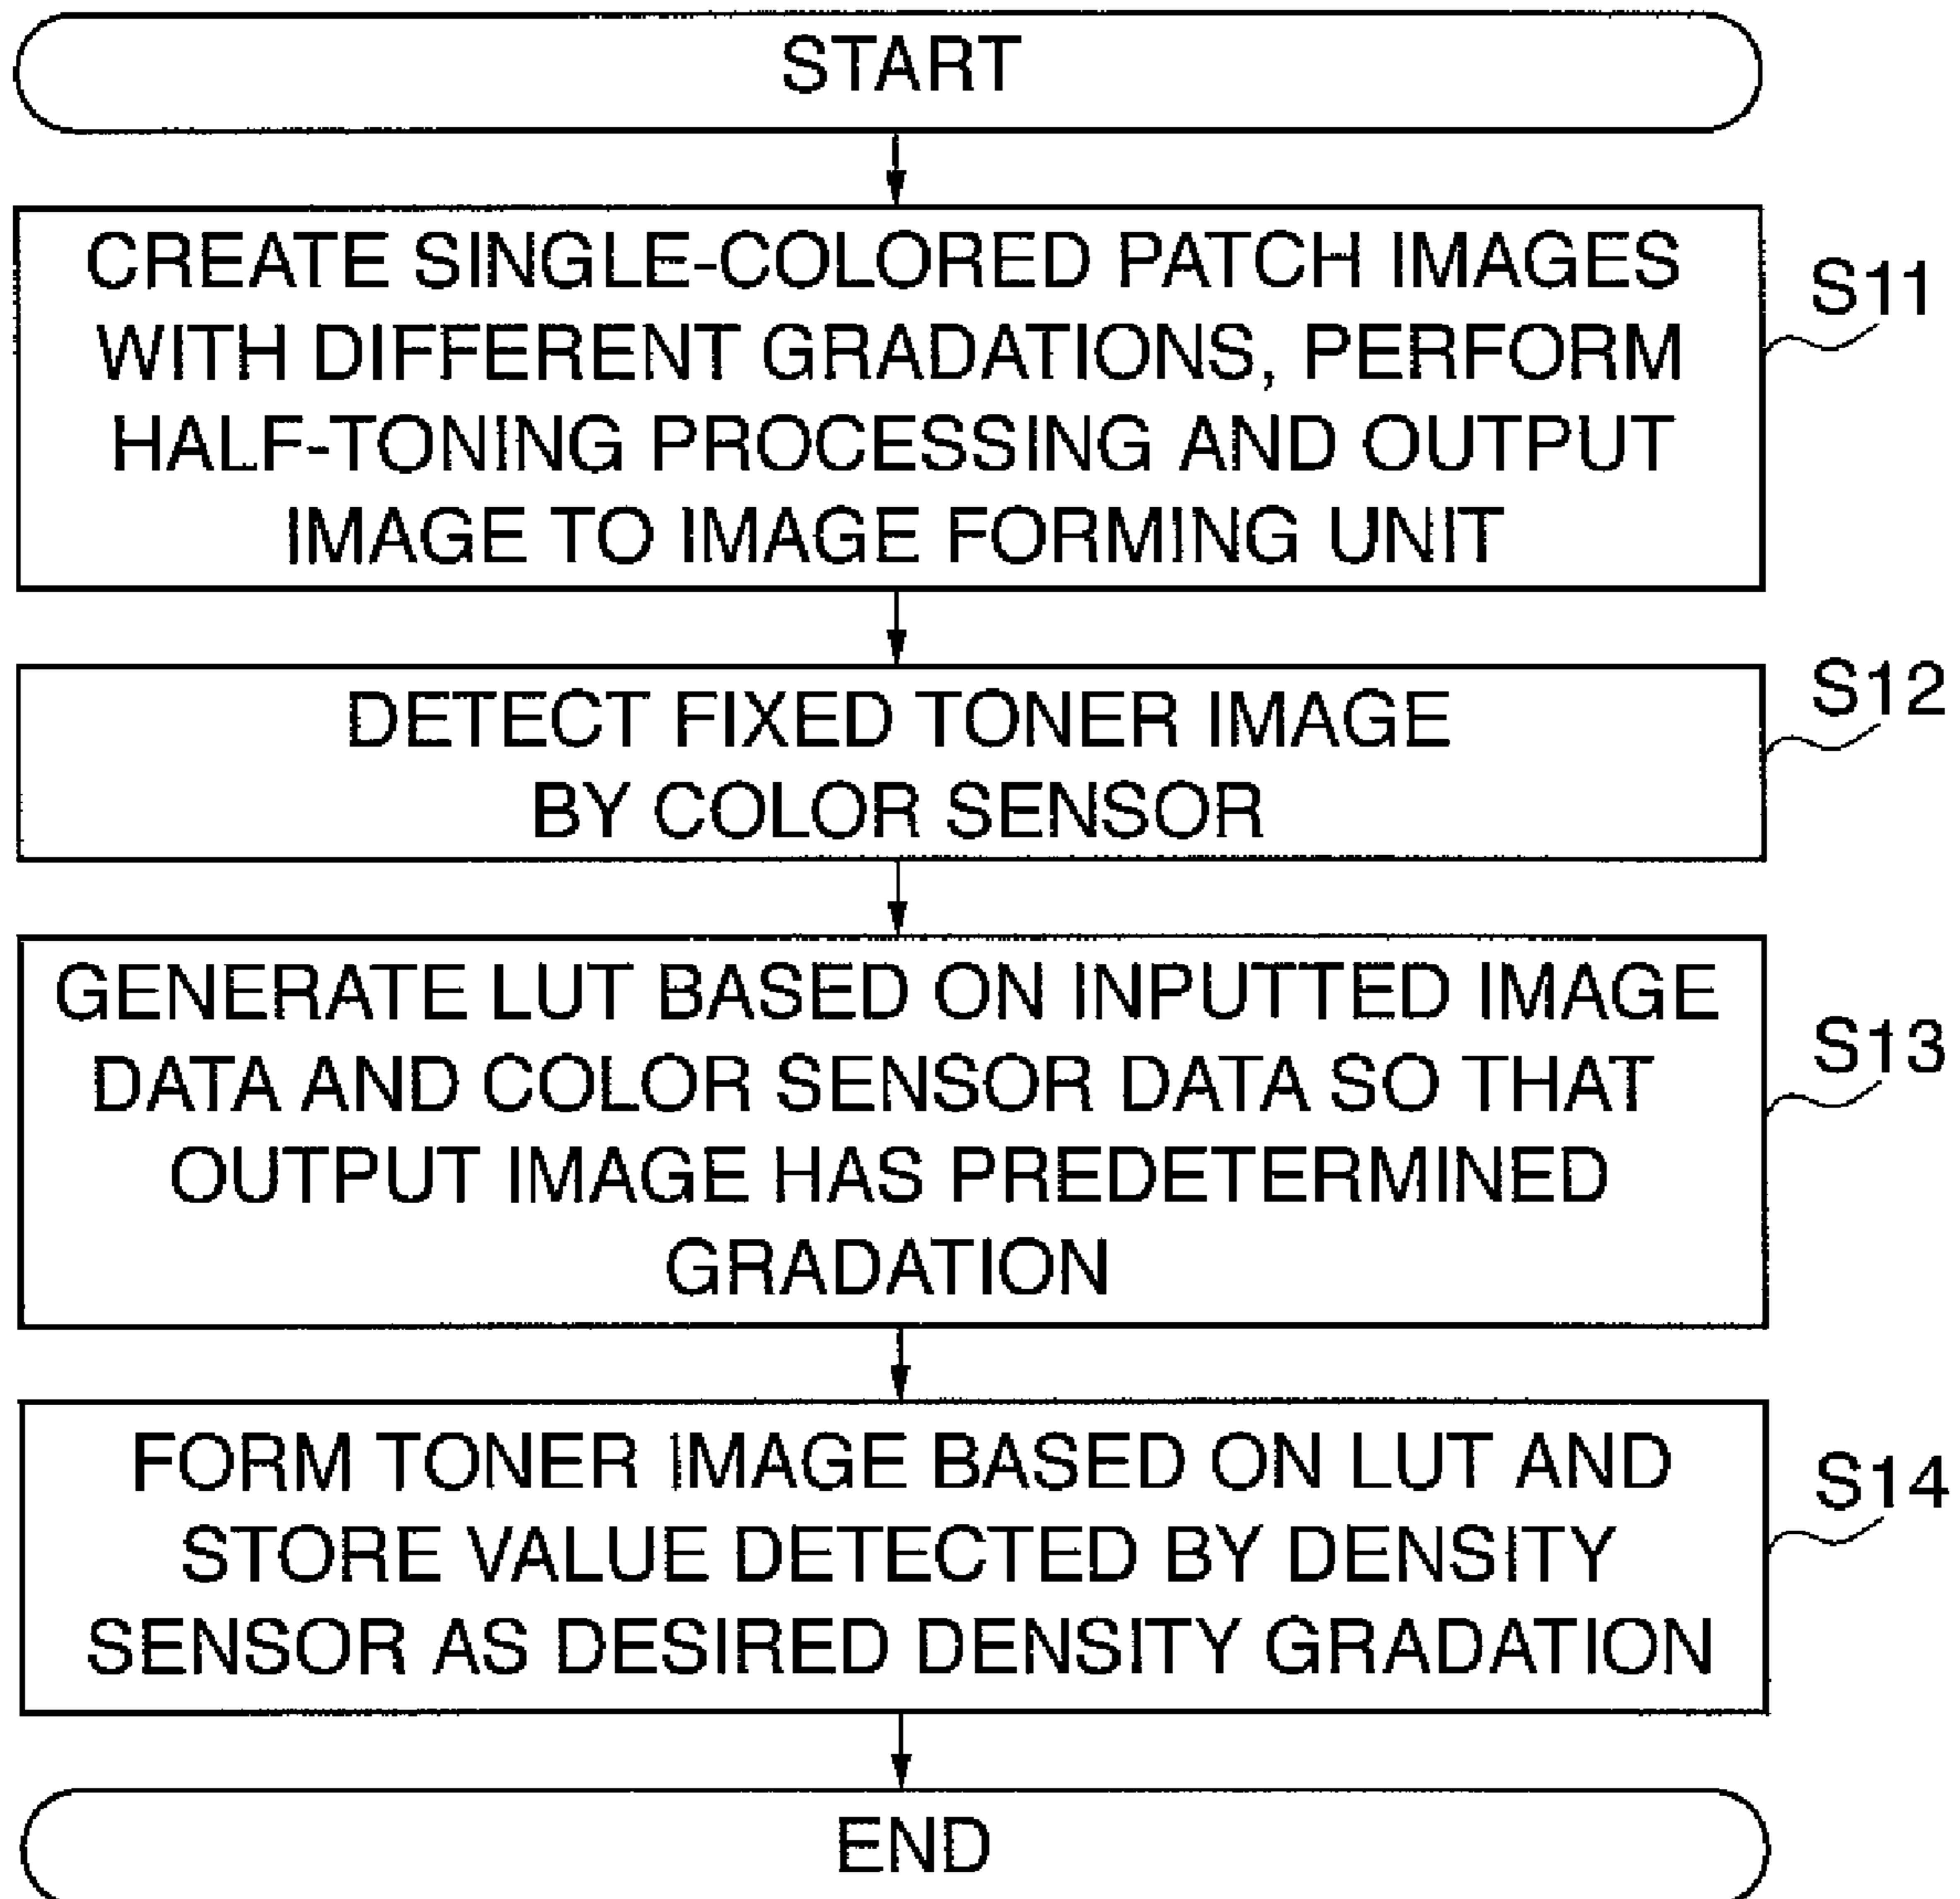 START
CREATE SINGLE-COLORED PATCH IMAGES
WITH DIFFERENT GRADATIONS, PERFORM
HALF-TONING PROCESSING AND OUTPUT
IMAGE TO IMAGE FORMING UNIT
S11
DETECT FIXED TONER IMAGE
BY COLOR SENSOR
S12
GENERATE LUT BASED ON INPUTTED IMAGE
DATA AND COLOR SENSOR DATA SO THAT
OUTPUT IMAGE HAS PREDETERMINED
GRADATION
S13
FORM TONER IMAGE BASED ON LUT AND
STORE VALUE DETECTED BY DENSITY
SENSOR AS DESIRED DENSITY GRADATION
S14
END